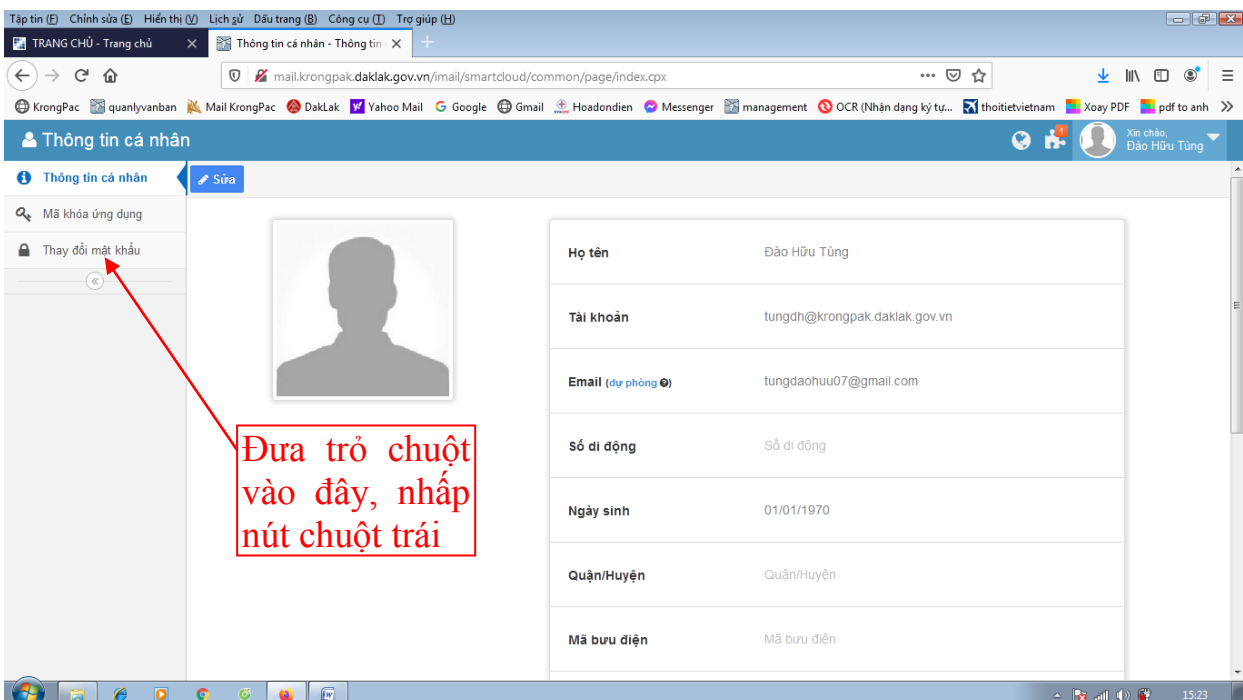 Tập tin (F) Chỉnh sửa (E) Hiển thị (V) Lịch sử Dấu trang (B) Công cụ (T) Trợ giúp (H)
TRANG CHỦ - Trang chủ
Thông tin cá nhân - Thông tin
mail.krongpak.daklak.gov.vn/imail/smartcloud/common/page/index.cpx
KrongPac quanlyvanban Mail KrongPac DakLak Yahoo Mail Google Gmail Hoadondien Messenger management OCR (Nhận dạng ký tự... thoitietvietnam Xoay PDF pdf to anh
Thông tin cá nhân
1
Xin chào,
Đào Hữu Tùng
Thông tin cá nhân
Sửa
Mã khóa ứng dụng
Thay đổi mật khẩu
Họ tên Đào Hữu Tùng
Tài khoản tungdh@krongpak.daklak.gov.vn
Email (dự phòng) tungdaohuu07@gmail.com
Số di động Số di động
Ngày sinh 01/01/1970
Quận/Huyện Quận/Huyện
Mã bưu điện Mã bưu điện
Đưa trỏ chuột
vào đây, nhấp
nút chuột trái
15:23